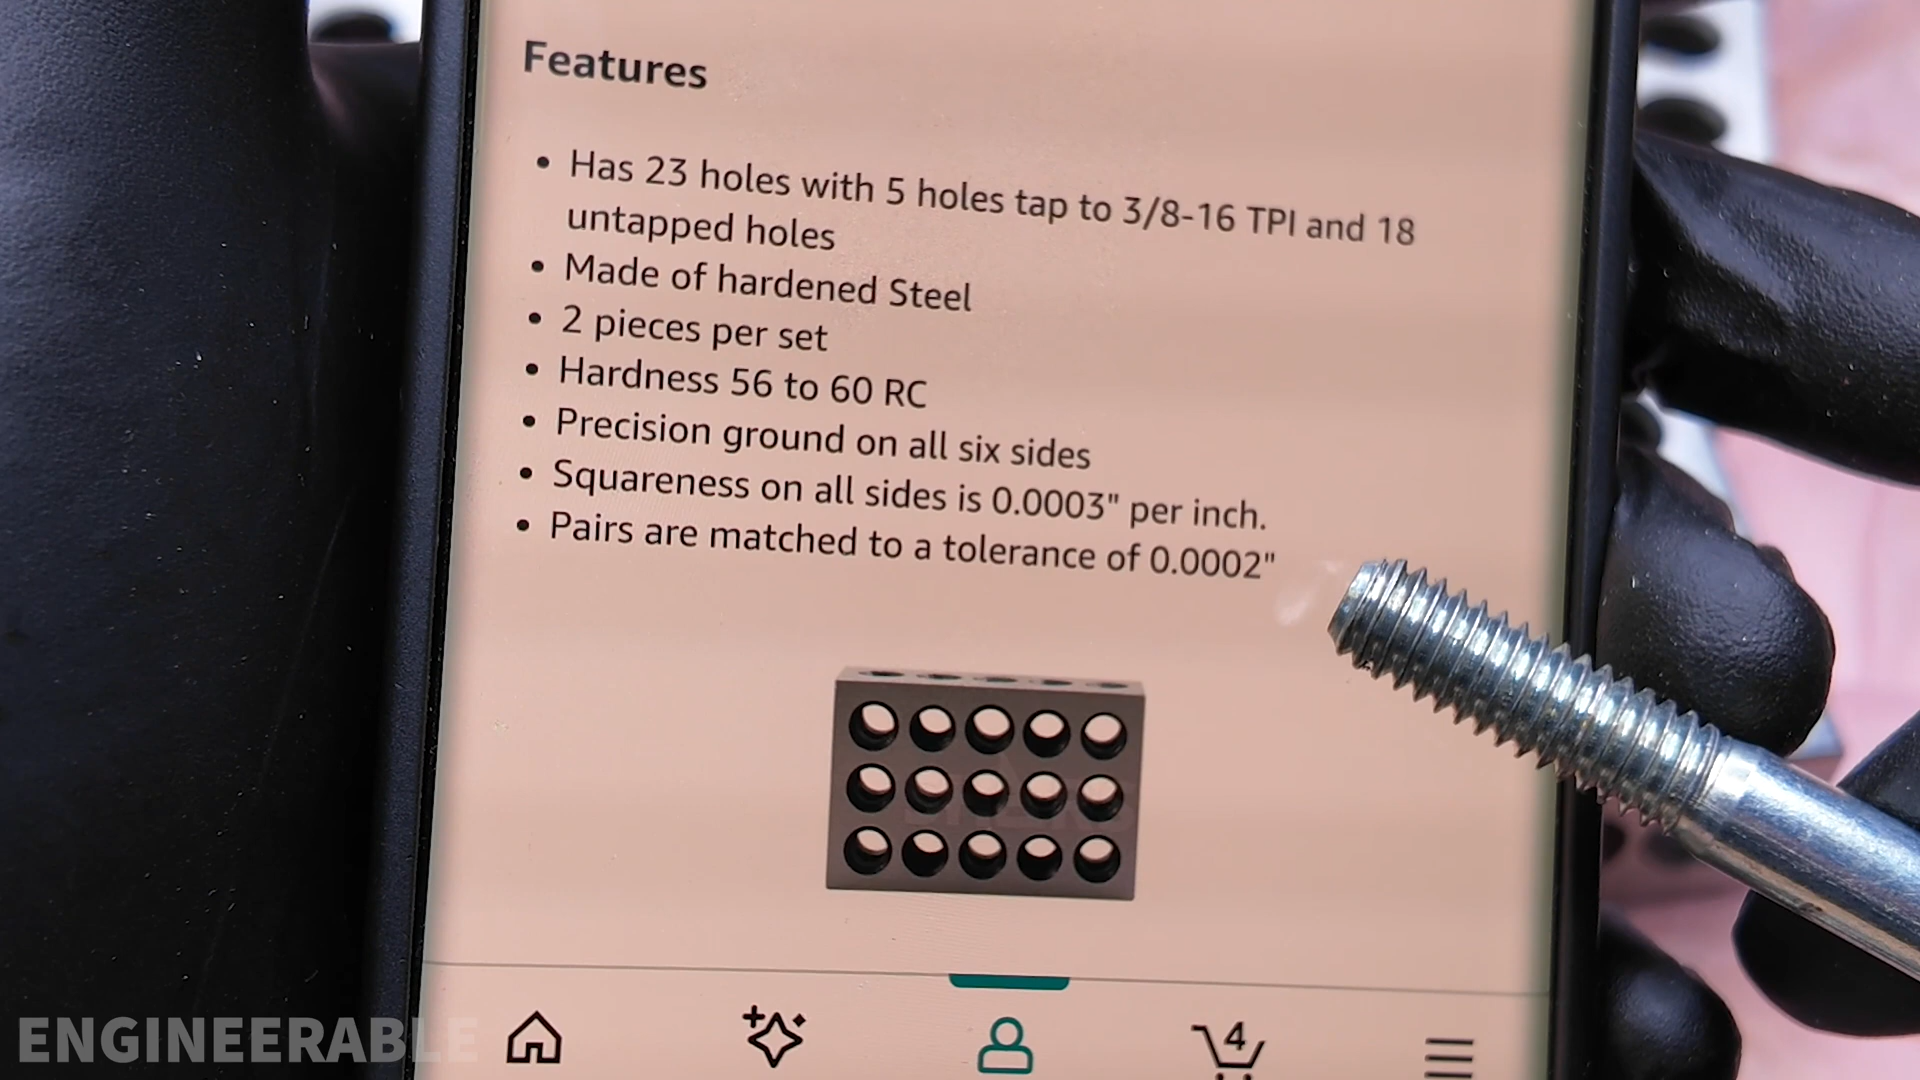 Features
• Has 23 holes with 5 holes tap to 3/8-16 TPI and 18
untapped holes
• Made of hardened Steel
• 2 pieces per set
• Hardness 56 to 60 RC
• Precision ground on all six sides
• Squareness on all sides is 0.0003" per inch.
• Pairs are matched to a tolerance of 0.0002"
4
ENGINEERABLE